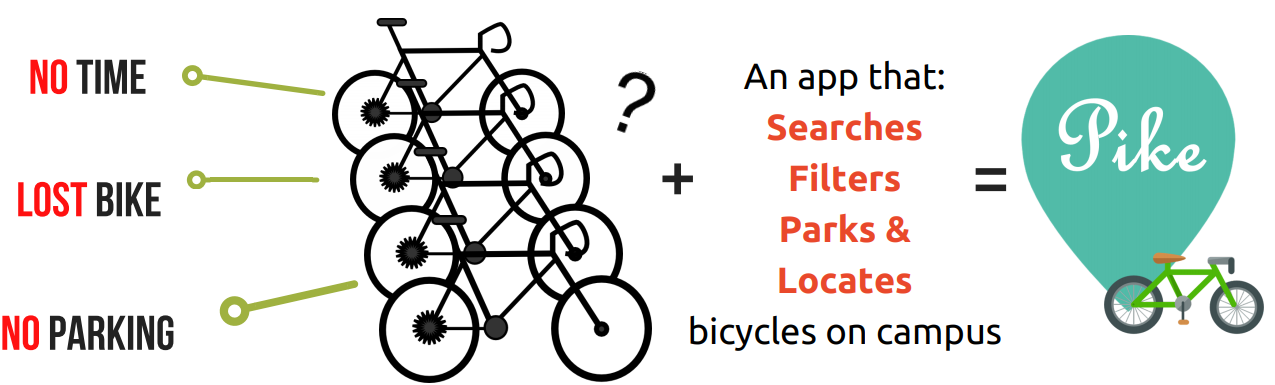 NO TIME
LOST BIKE
NO PARKING
?
+
An app that:
Searches
Filters
Parks &
Locates
bicycles on campus
=
Pike